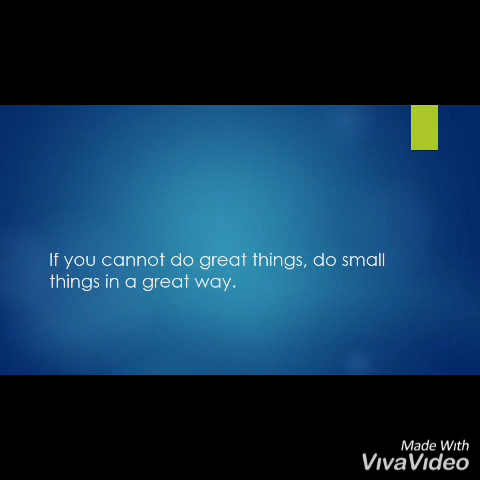 If you cannot do great things, do small
things in a great way.
Made With
VivaVideo